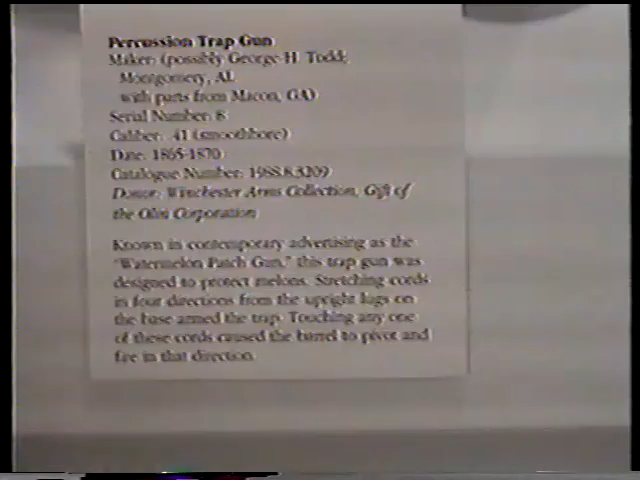 Percussion Trap Gun
Maker: (possibly George H. Todd;
Montgomery, AL
with parts from Macon, GA)
Serial Number: 8
Caliber: .41 (smoothbore)
Date: 1865-1870
Catalogue Number: 1988.8.3209
Donor: Winchester Arms Collection, Gift of
the Olin Corporation
Known in contemporary advertising as the
"Watermelon Patch Gun," this trap gun was
designed to protect melons. Stretching cords
in four directions from the upright lugs on
the base armed the trap. Touching any one
of these cords caused the barrel to pivot and
fire in that direction.